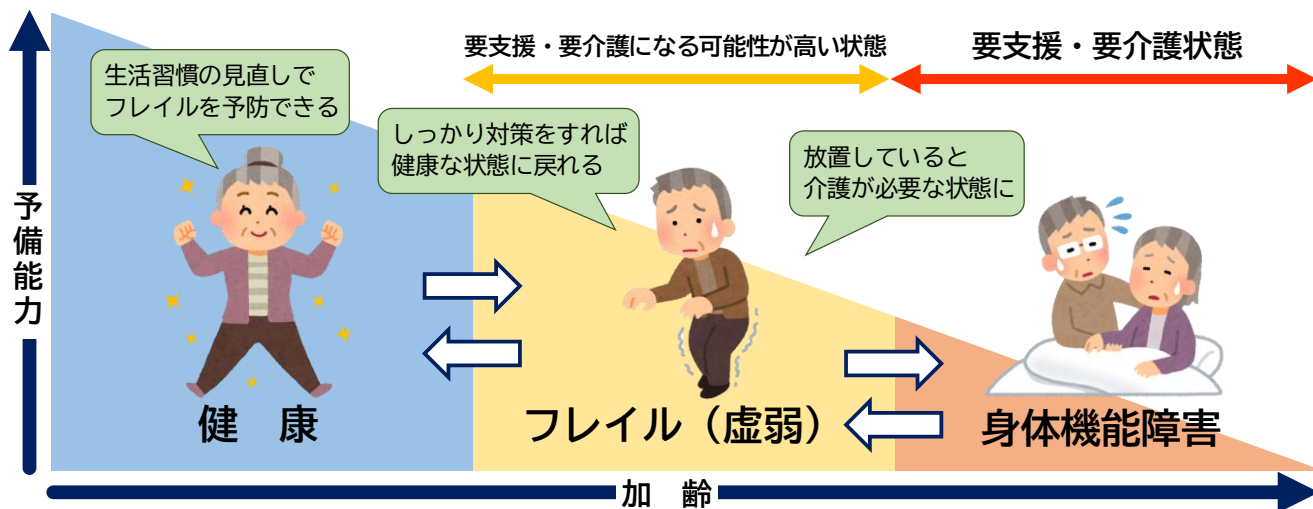 要支援・要介護になる可能性が高い状態
要支援・要介護状態
生活習慣の見直しで
フレイルを予防できる
しっかり対策をすれば
健康な状態に戻れる
放置していると
介護が必要な状態に
予備能力
健 康
フレイル（虚弱）
身体機能障害
加 齢